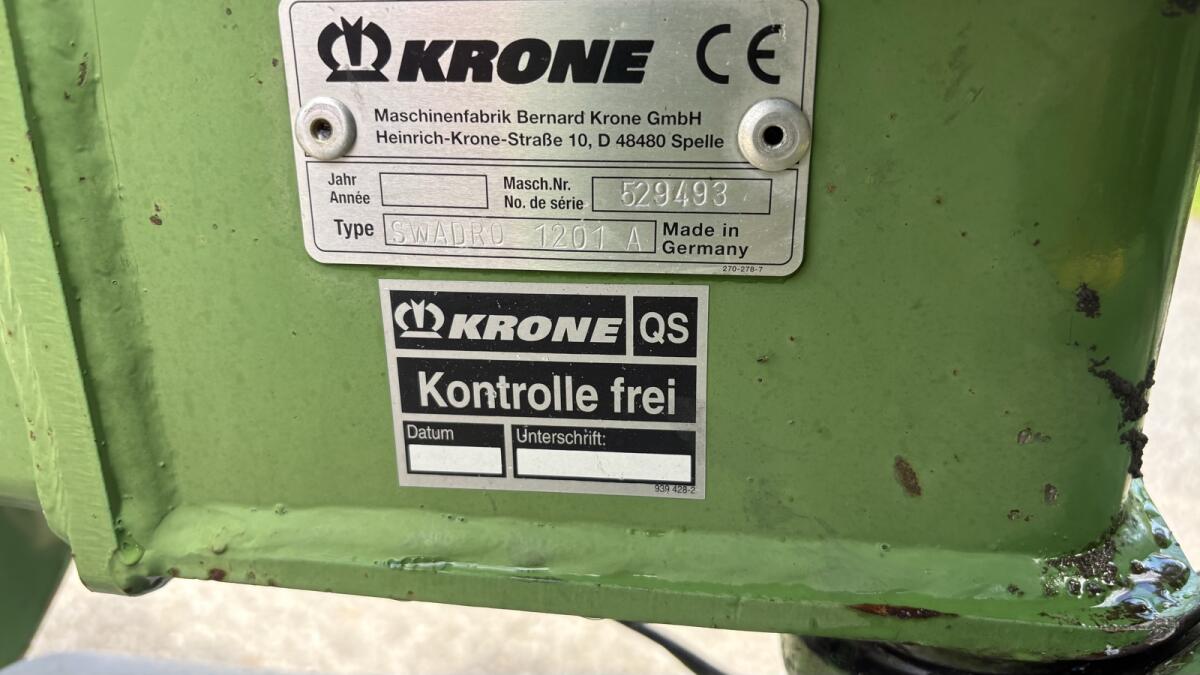 KRONE CE
Maschinenfabrik Bernard Krone GmbH
Heinrich-Krone-Straße 10, D 48480 Spelle
Jahr
Année
Masch.Nr.
No. de série
529493
Type SWADRO 1201 A
Made in
Germany
270-278-7
KRONE QS
Kontrolle frei
Datum Unterschrift:
939 428-2